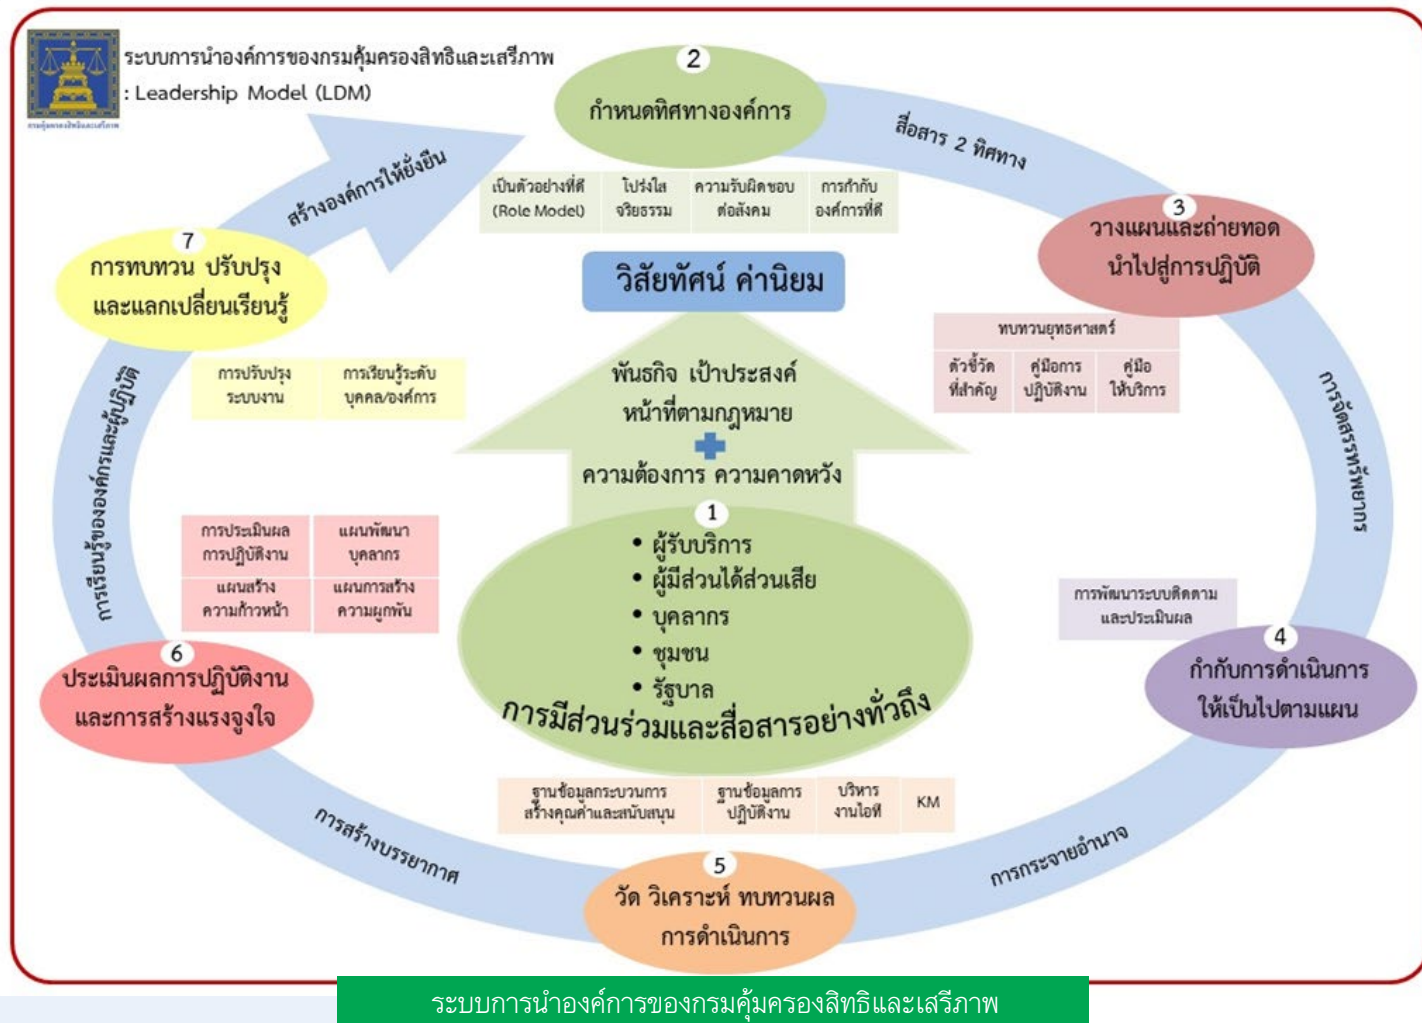 ระบบการนำองค์การของกรมคุ้มครองสิทธิและเสรีภาพ
: Leadership Model (LDM)
กรมคุ้มครองสิทธิและเสรีภาพ
2
กำหนดทิศทางองค์การ
สื่อสาร 2 ทิศทาง
สร้างองค์การให้ยั่งยืน
เป็นตัวอย่างที่ดี
(Role Model)
โปร่งใส
จริยธรรม
ความรับผิดชอบ
ต่อสังคม
การกำกับ
องค์การที่ดี
3
วางแผนและถ่ายทอด
นำไปสู่การปฏิบัติ
7
การทบทวน ปรับปรุง
และแลกเปลี่ยนเรียนรู้
วิสัยทัศน์ ค่านิยม
ทบทวนยุทธศาสตร์
ตัวชี้วัด
ที่สำคัญ
คู่มือการ
ปฏิบัติงาน
คู่มือ
ให้บริการ
การปรับปรุง
ระบบงาน
การเรียนรู้ระดับ
บุคคล/องค์การ
พันธกิจ เป้าประสงค์
หน้าที่ตามกฎหมาย
ความต้องการ ความคาดหวัง
การจัดสรรทรัพยากร
การเรียนรู้ขององค์กรและผู้ปฏิบัติ
1
• ผู้รับบริการ
• ผู้มีส่วนได้ส่วนเสีย
• บุคลากร
• ชุมชน
• รัฐบาล
การมีส่วนร่วมและสื่อสารอย่างทั่วถึง
การประเมินผล
การปฏิบัติงาน
แผนพัฒนา
บุคลากร
แผนสร้าง
ความก้าวหน้า
แผนการสร้าง
ความผูกพัน
การพัฒนาระบบติดตาม
และประเมินผล
4
กำกับการดำเนินการ
ให้เป็นไปตามแผน
6
ประเมินผลการปฏิบัติงาน
และการสร้างแรงจูงใจ
ฐานข้อมูลกระบวนการ
สร้างคุณค่าและสนับสนุน
ฐานข้อมูลการ
ปฏิบัติงาน
บริหาร
งานไอที
KM
การสร้างบรรยากาศ
การกระจายอำนาจ
5
วัด วิเคราะห์ ทบทวนผล
การดำเนินการ
ระบบการนำองค์การของกรมคุ้มครองสิทธิและเสรีภาพ